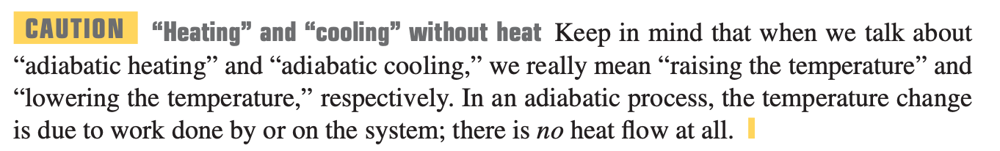 CAUTION “Heating” and “cooling” without heat Keep in mind that when we talk about
“adiabatic heating” and “adiabatic cooling,” we really mean “raising the temperature” and
“lowering the temperature,” respectively. In an adiabatic process, the temperature change
is due to work done by or on the system; there is no heat flow at all.